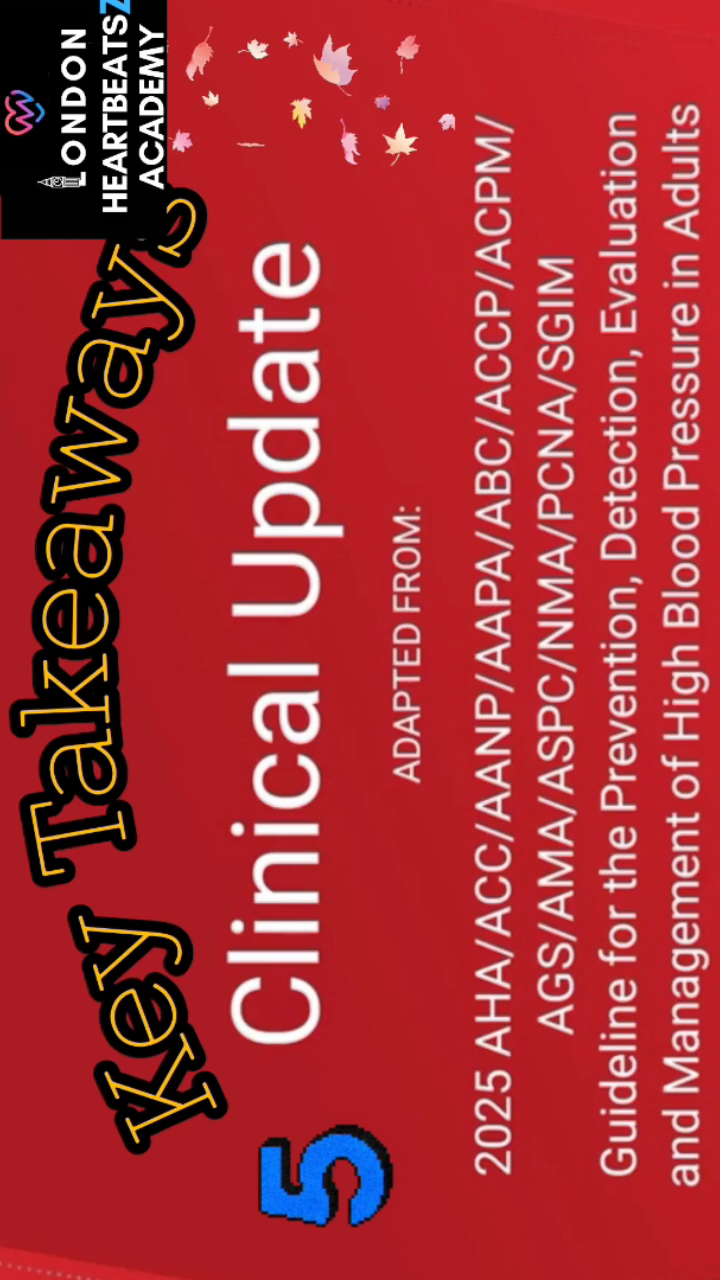 LONDON
HEARTBEATSZ
ACADEMY
Key Takeaways
5
Clinical Update
ADAPTED FROM:
2025 AHA/ACC/AANP/AAPA/ABC/ACCP/ACPM/
AGS/AMA/ASPC/NMA/PCNA/SGIM
Guideline for the Prevention, Detection, Evaluation
and Management of High Blood Pressure in Adults